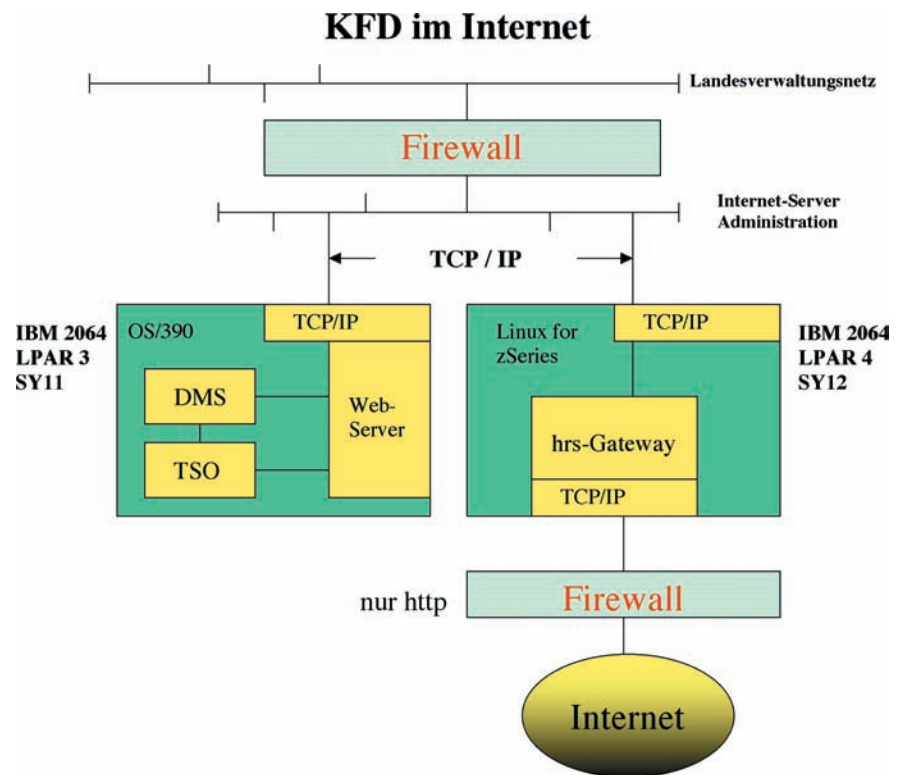 KFD im Internet
Landesverwaltungsnetz
Firewall
Internet-Server
Administration
TCP / IP
IBM 2064
LPAR 3
SY11
OS/390
TCP/IP
DMS
TSO
Web-
Server
Linux for
zSeries
TCP/IP
hrs-Gateway
TCP/IP
IBM 2064
LPAR 4
SY12
nur http
Firewall
Internet